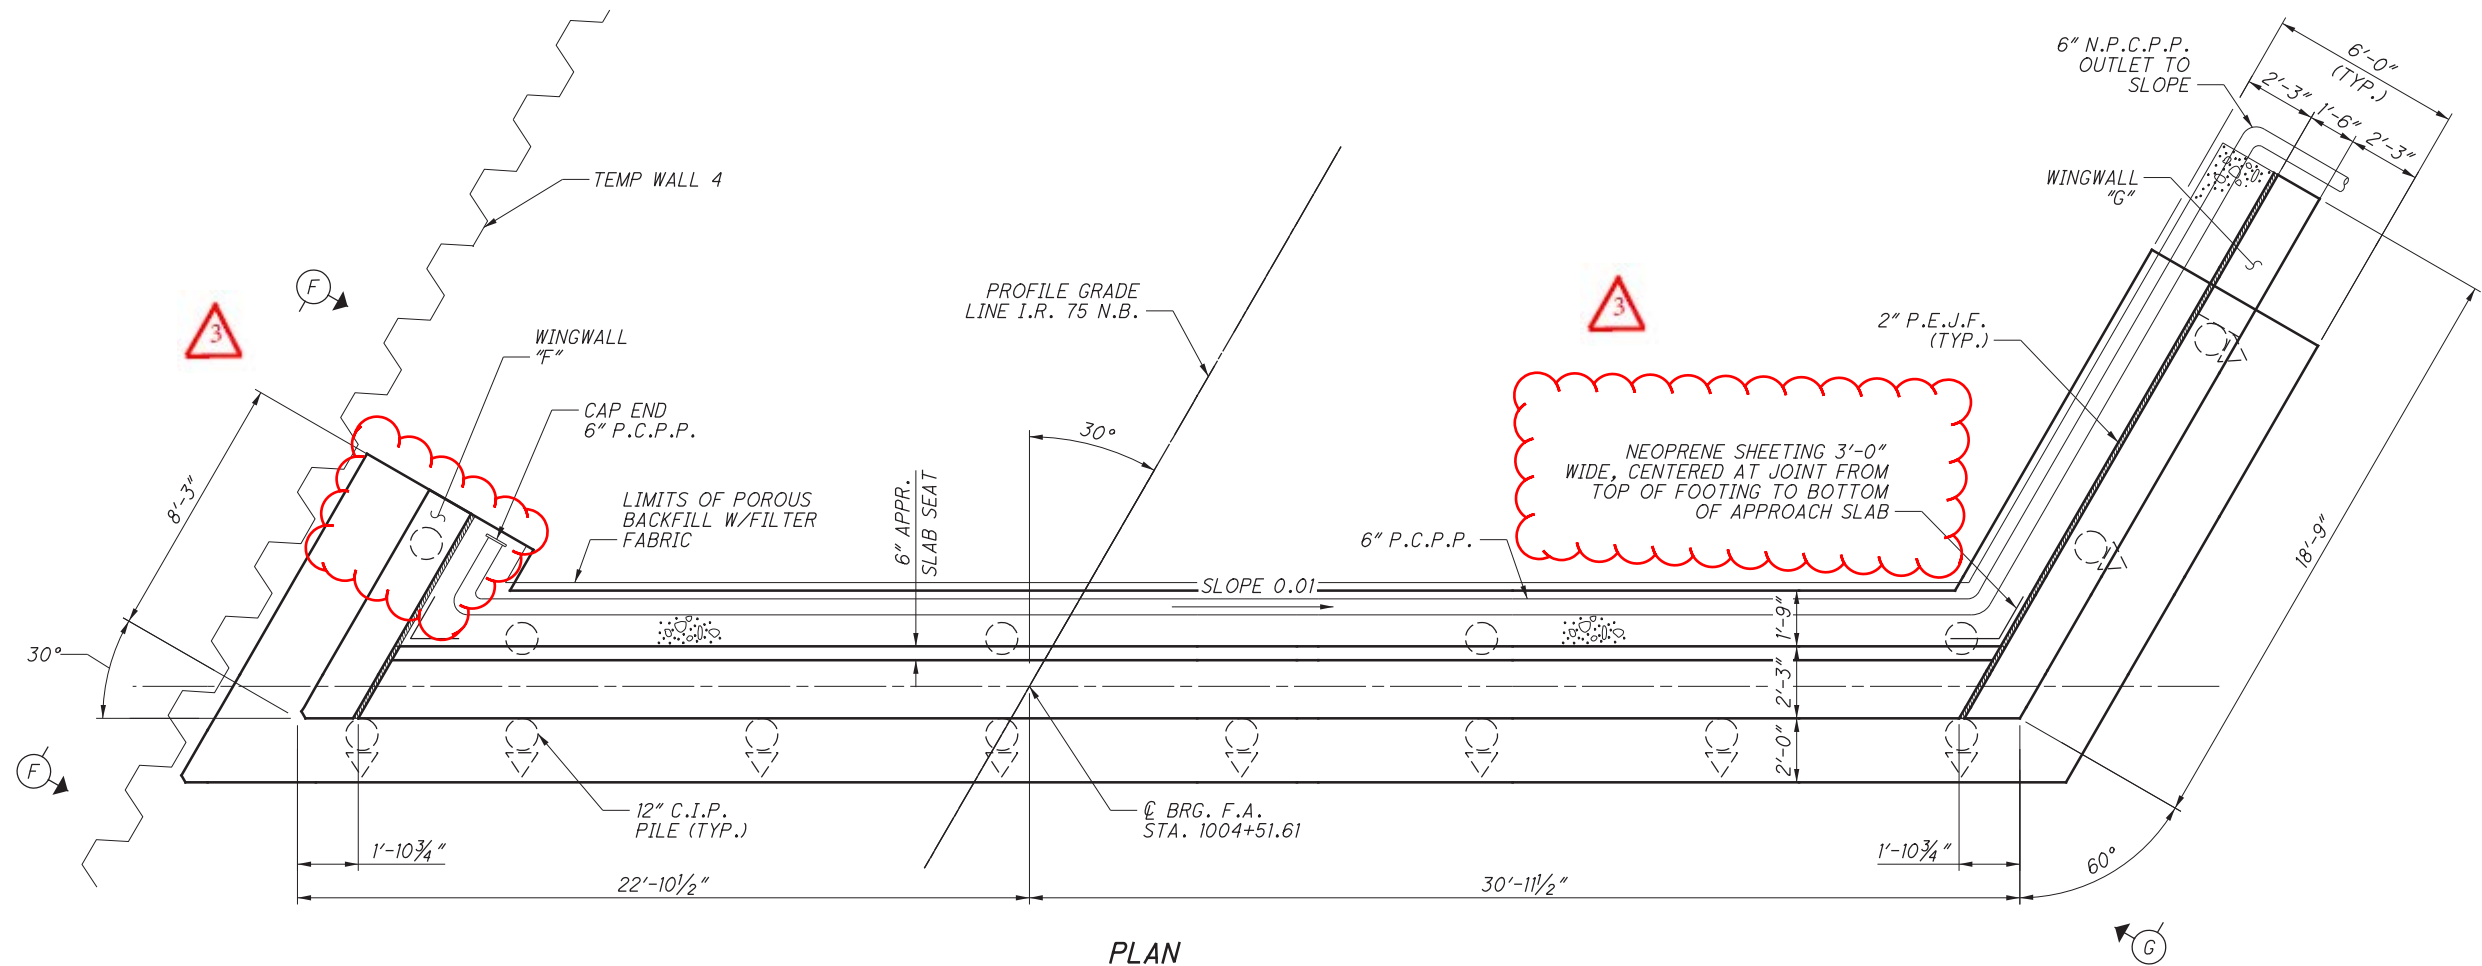 6" N.P.C.P.P.
OUTLET TO
SLOPE
6'-0"
(TYP.)
2'-3"
1'-6"
2'-3"
TEMP WALL 4
WINGWALL
"G"
F
3
3
PROFILE GRADE
LINE I.R. 75 N.B.
2" P.E.J.F.
(TYP.)
WINGWALL
"F"
CAP END
6" P.C.P.P.
30°
8'-3"
LIMITS OF POROUS
BACKFILL W/FILTER
FABRIC
6" APPR.
SLAB SEAT
NEOPRENE SHEETING 3'-0"
WIDE, CENTERED AT JOINT FROM
TOP OF FOOTING TO BOTTOM
OF APPROACH SLAB
6" P.C.P.P.
18'-9"
SLOPE 0.01
1'-9"
30°
2'-3"
2'-0"
F
12" C.I.P.
PILE (TYP.)
℄ BRG. F.A.
STA. 1004+51.61
1'-10¾"
1'-10¾"
60°
22'-10½"
30'-11½"
G
PLAN